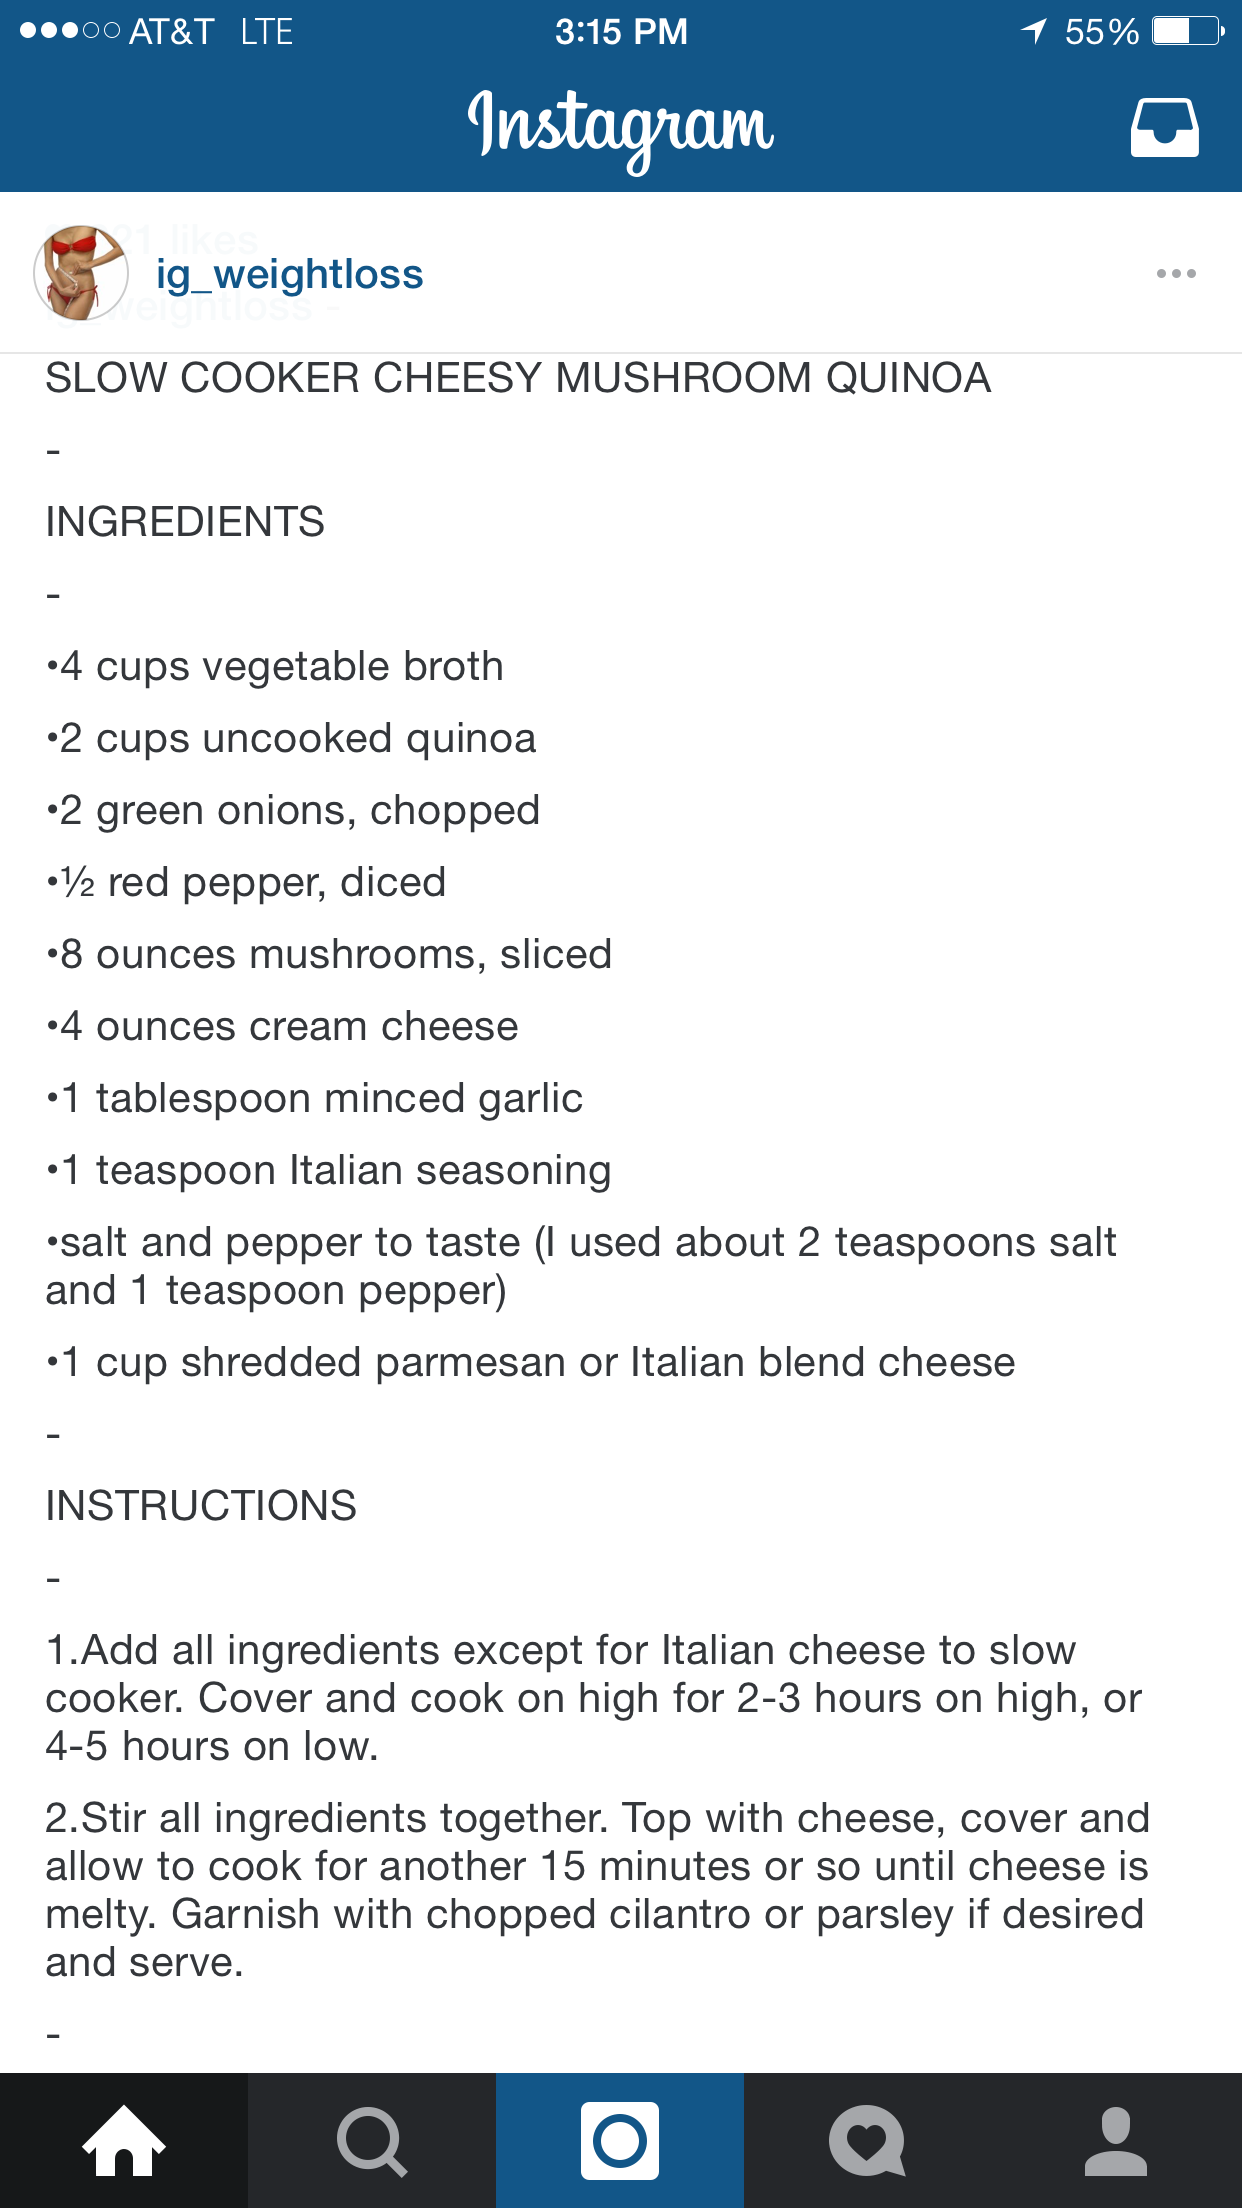 AT&T LTE 3:15 PM 55%
Instagram
21 likes
ig_weightloss
ig_weightloss -
SLOW COOKER CHEESY MUSHROOM QUINOA
-
INGREDIENTS
-
•4 cups vegetable broth
•2 cups uncooked quinoa
•2 green onions, chopped
•½ red pepper, diced
•8 ounces mushrooms, sliced
•4 ounces cream cheese
•1 tablespoon minced garlic
•1 teaspoon Italian seasoning
•salt and pepper to taste (I used about 2 teaspoons salt
and 1 teaspoon pepper)
•1 cup shredded parmesan or Italian blend cheese
-
INSTRUCTIONS
-
1.Add all ingredients except for Italian cheese to slow
cooker. Cover and cook on high for 2-3 hours on high, or
4-5 hours on low.
2.Stir all ingredients together. Top with cheese, cover and
allow to cook for another 15 minutes or so until cheese is
melty. Garnish with chopped cilantro or parsley if desired
and serve.
-